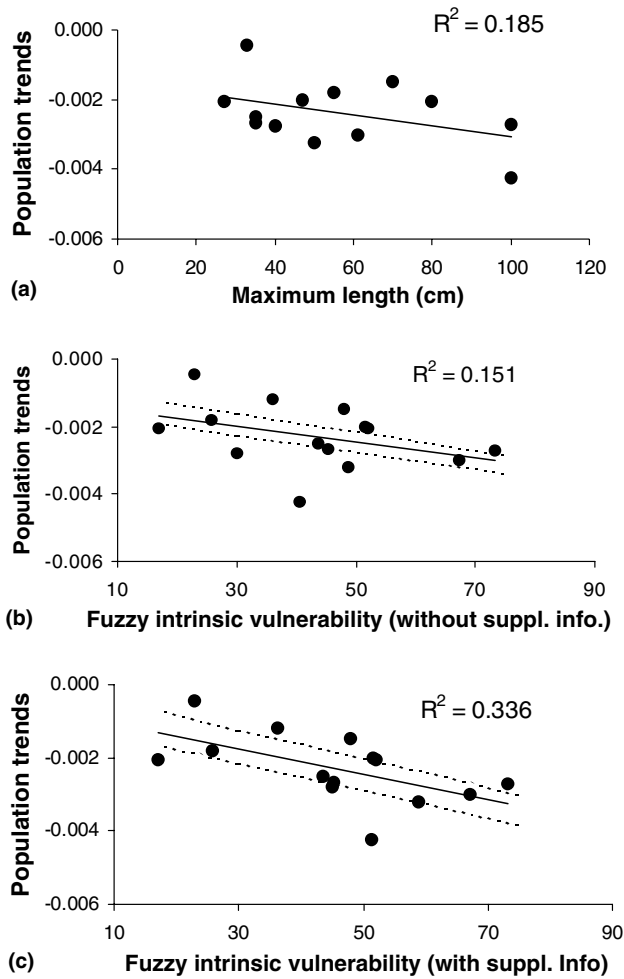 R² = 0.185
0.000
-0.002
-0.004
-0.006
Population trends
0 20 40 60 80 100 120
(a) Maximum length (cm)
R² = 0.151
0.000
-0.002
-0.004
-0.006
Population trends
10 30 50 70 90
(b) Fuzzy intrinsic vulnerability (without suppl. info.)
R² = 0.336
0.000
-0.002
-0.004
-0.006
Population trends
10 30 50 70 90
(c) Fuzzy intrinsic vulnerability (with suppl. Info)